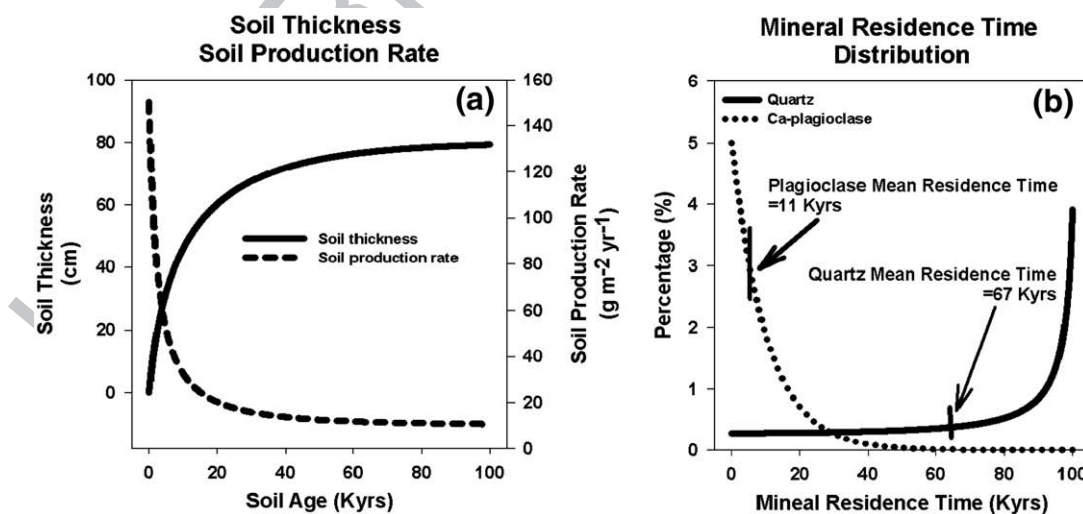 Soil Thickness
Soil Production Rate
(a)
Soil Thickness
(cm)
100
80
60
40
20
0
Soil thickness
Soil production rate
160
140
120
100
80
60
40
20
0
Soil Production Rate
(g m-2 yr-1)
0 20 40 60 80 100
Soil Age (Kyrs)
Mineral Residence Time
Distribution
(b)
Quartz
Ca-plagioclase
Percentage (%)
6
5
4
3
2
1
0
Plagioclase Mean Residence Time
=11 Kyrs
Quartz Mean Residence Time
=67 Kyrs
0 20 40 60 80 100
Mineal Residence Time (Kyrs)